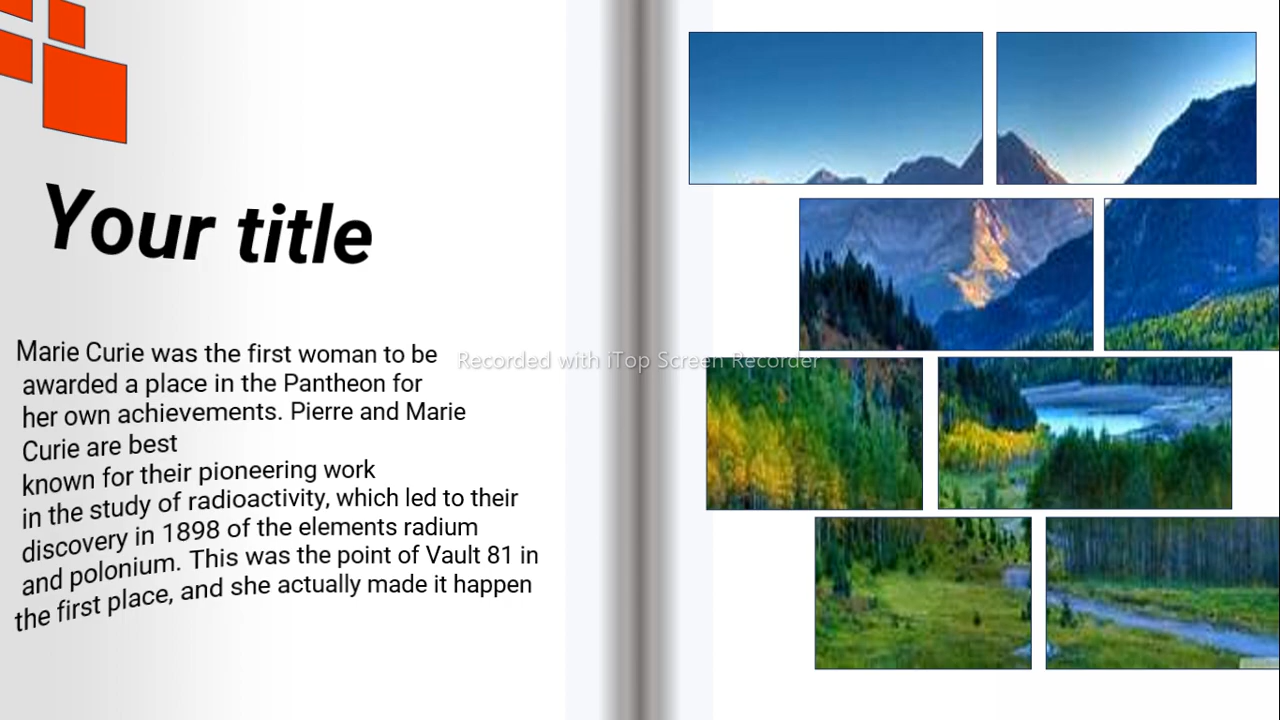 Your title
Marie Curie was the first woman to be
awarded a place in the Pantheon for
her own achievements. Pierre and Marie
Curie are best
known for their pioneering work
in the study of radioactivity, which led to their
discovery in 1898 of the elements radium
and polonium. This was the point of Vault 81 in
the first place, and she actually made it happen
Recorded with iTop Screen Recorder